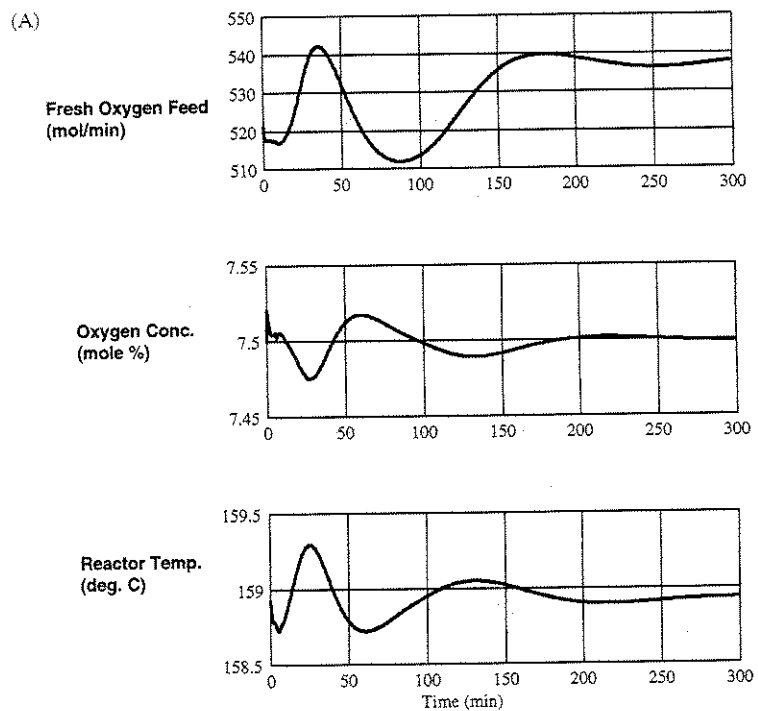 (A)
550
540
Fresh Oxygen Feed
530
(mol/min)
520
510
0 50 100 150 200 250 300
7.55
Oxygen Conc.
7.5
(mole %)
7.45
0 50 100 150 200 250 300
159.5
Reactor Temp.
159
(deg. C)
158.5
0 50 100 150 200 250 300
Time (min)